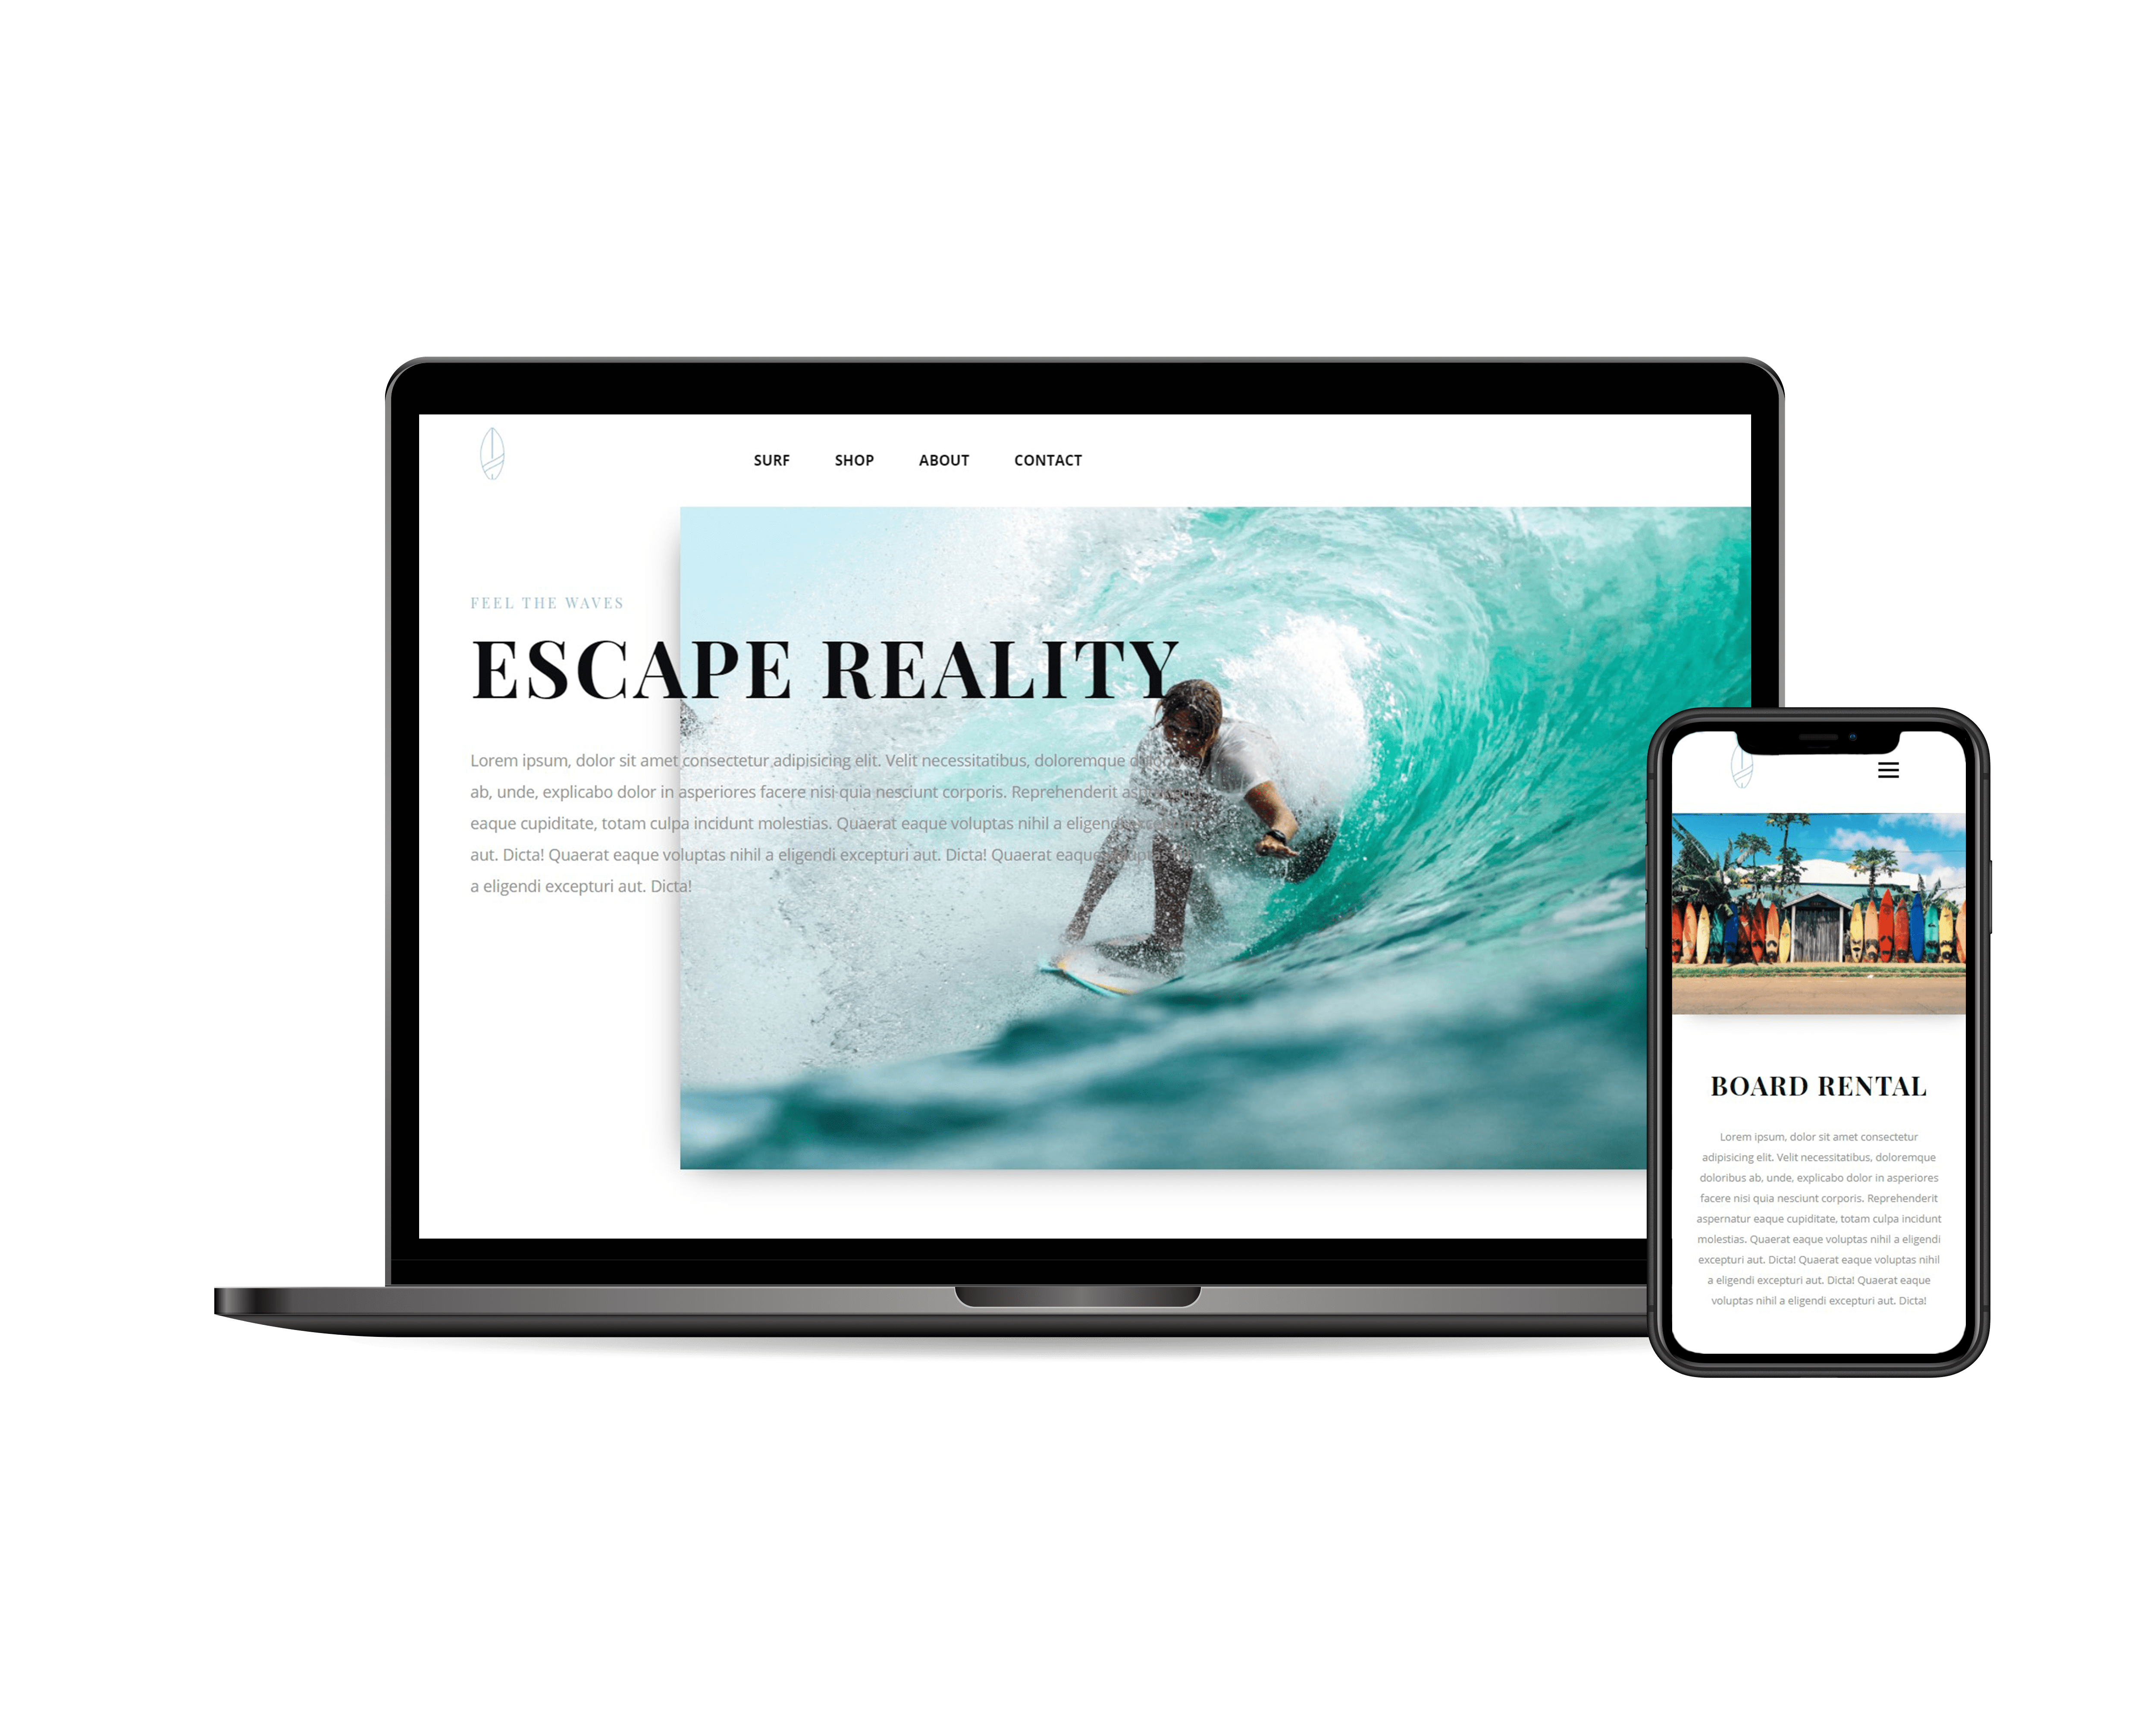 SURF SHOP ABOUT CONTACT
FEEL THE WAVES
ESCAPE REALITY
Lorem ipsum, dolor sit amet consectetur adipisicing elit. Velit necessitatibus, doloremque doloribus
ab, unde, explicabo dolor in asperiores facere nisi quia nesciunt corporis. Reprehenderit
eaque cupiditate, totam culpa incidunt molestias. Quaerat eaque voluptas nihil a eligendi
aut. Dicta! Quaerat eaque voluptas nihil a eligendi excepturi aut. Dicta! Quaerat eaque voluptas
a eligendi excepturi aut. Dicta!
BOARD RENTAL
Lorem ipsum, dolor sit amet consectetur
adipisicing elit. Velit necessitatibus, doloremque
doloribus ab, unde, explicabo dolor in asperiores
facere nisi quia nesciunt corporis. Reprehenderit
aspernatur eaque cupiditate, totam culpa incidunt
molestias. Quaerat eaque voluptas nihil a eligendi
excepturi aut. Dicta! Quaerat eaque voluptas nihil
a eligendi excepturi aut. Dicta! Quaerat eaque
voluptas nihil a eligendi excepturi aut. Dicta!